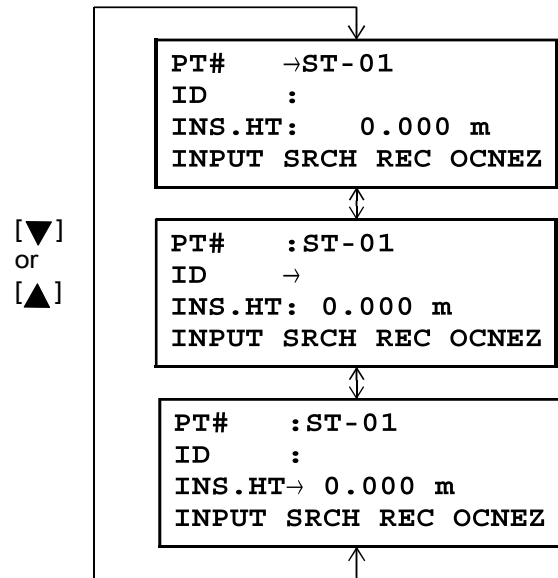 PT# →ST-01
ID :
INS.HT: 0.000 m
INPUT SRCH REC OCNEZ
[▼]
or
[▲]
PT# :ST-01
ID →
INS.HT: 0.000 m
INPUT SRCH REC OCNEZ
PT# :ST-01
ID :
INS.HT→ 0.000 m
INPUT SRCH REC OCNEZ